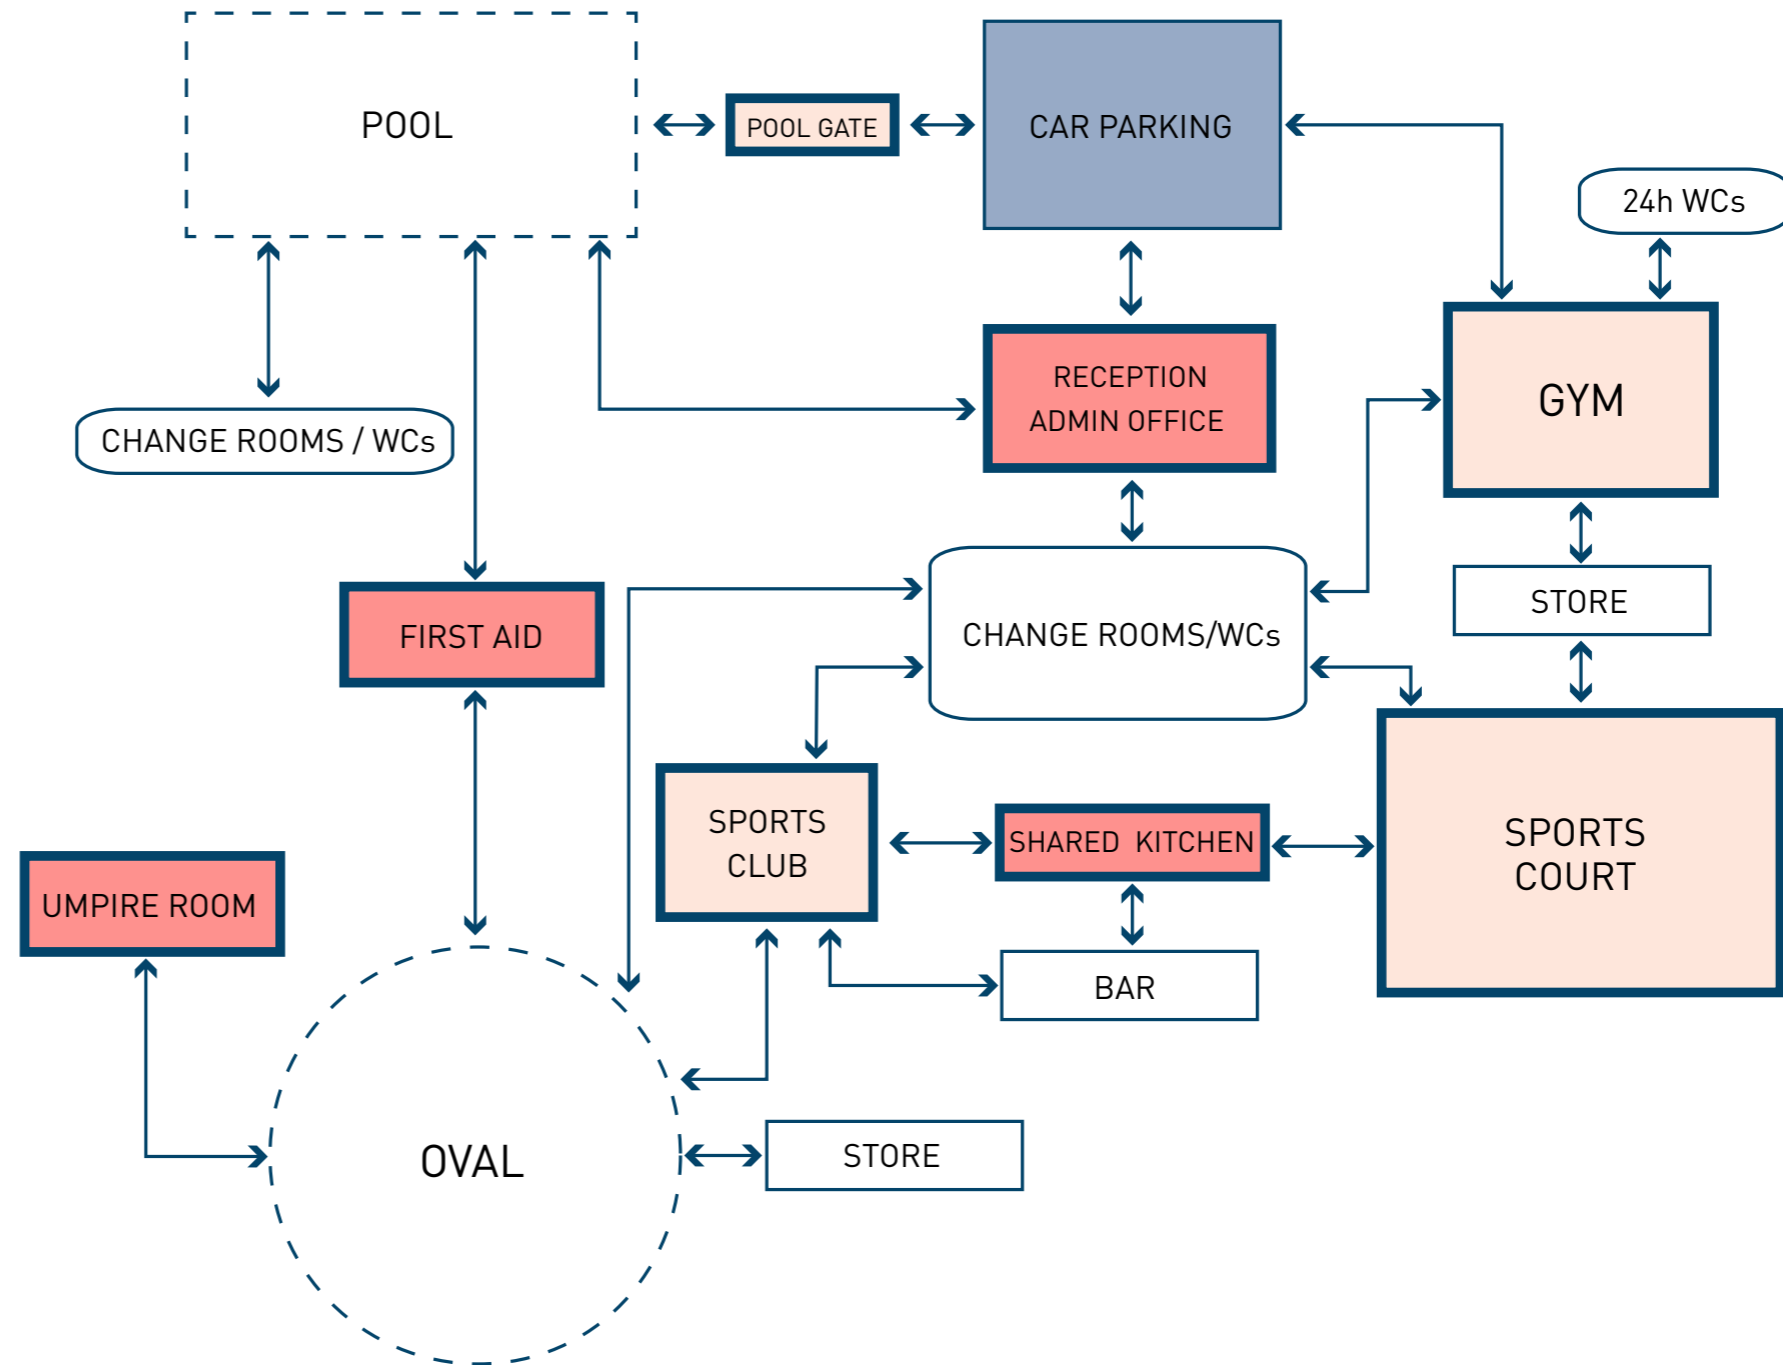 POOL
POOL GATE
CAR PARKING
24h WCs
RECEPTION
ADMIN OFFICE
GYM
CHANGE ROOMS / WCs
FIRST AID
CHANGE ROOMS/WCs
STORE
SPORTS
CLUB
SHARED KITCHEN
SPORTS
COURT
UMPIRE ROOM
BAR
OVAL
STORE